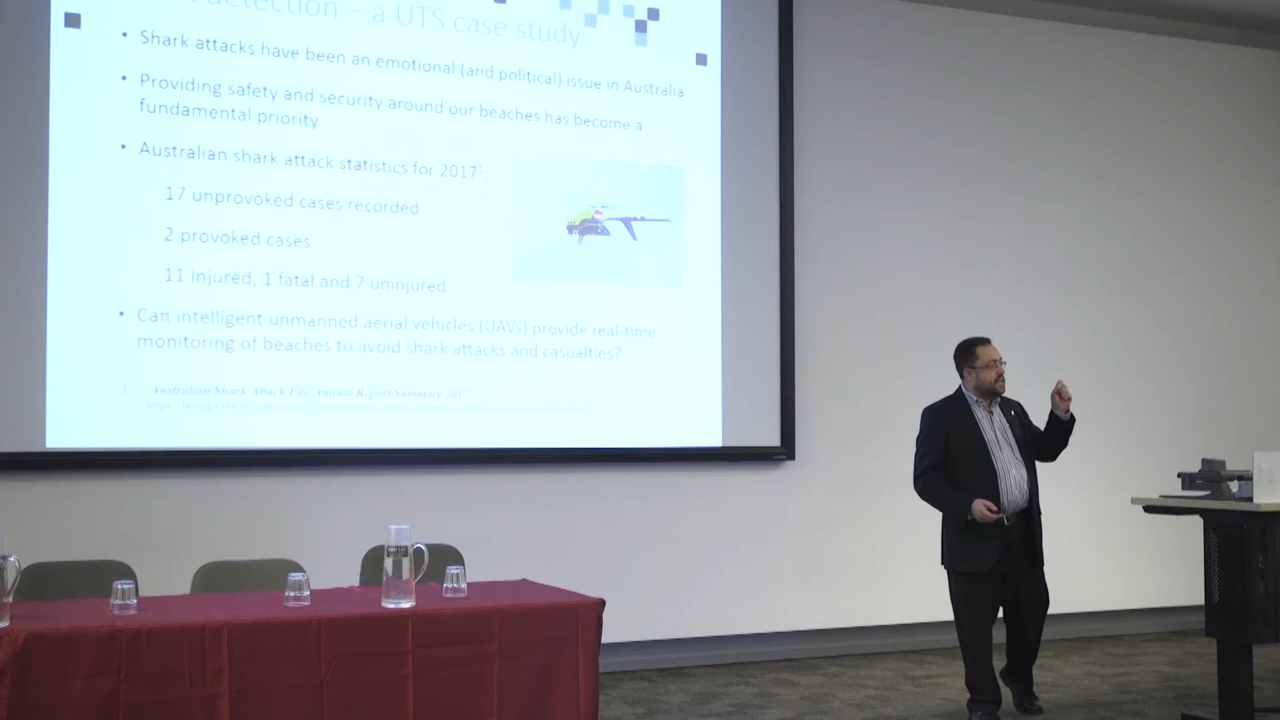 detection – a UTS case study
• Shark attacks have been an emotional (and political) issue in Australia
• Providing safety and security around our beaches has become a
fundamental priority
• Australian shark attack statistics for 2017¹:
17 unprovoked cases recorded
2 provoked cases
11 injured, 1 fatal and 7 uninjured
• Can intelligent unmanned aerial vehicles (UAVs) provide real-time
monitoring of beaches to avoid shark attacks and casualties?
1 Australian Shark Attack File Annual Report Summary 2017